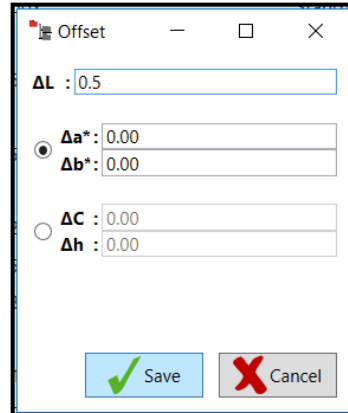 Offset
ΔL : 0.5
Δa* : 0.00
Δb* : 0.00
ΔC : 0.00
Δh : 0.00
Save Cancel